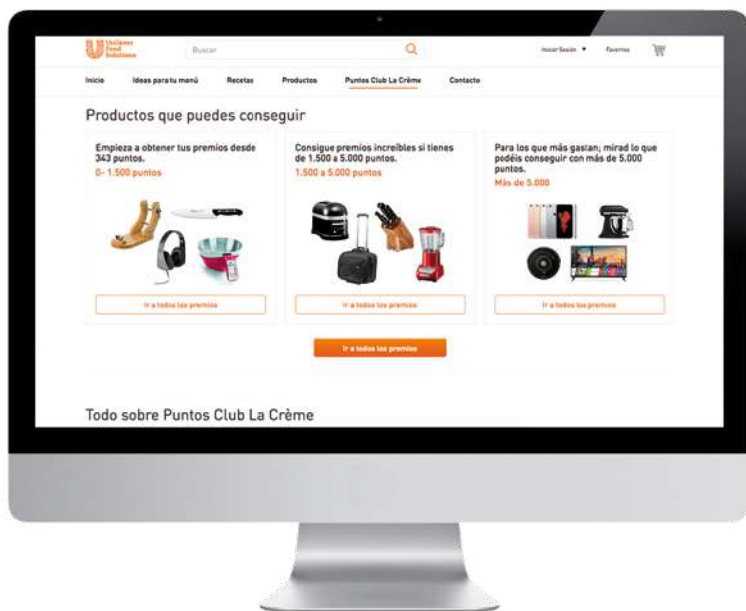 Unilever
Food
Solutions
Buscar
Iniciar Sesión
Favoritos
Inicio
Ideas para tu menú
Recetas
Productos
Puntos Club La Crème
Contacto
Productos que puedes conseguir
Empieza a obtener tus premios desde
343 puntos.
0- 1.500 puntos
Ir a todos los premios
Consigue premios increíbles si tienes
de 1.500 a 5.000 puntos.
1.500 a 5.000 puntos
Ir a todos los premios
Para los que más gastan; mirad lo que
podéis conseguir con más de 5.000
puntos.
Más de 5.000
Ir a todos los premios
Ir a todos los premios
Todo sobre Puntos Club La Crème